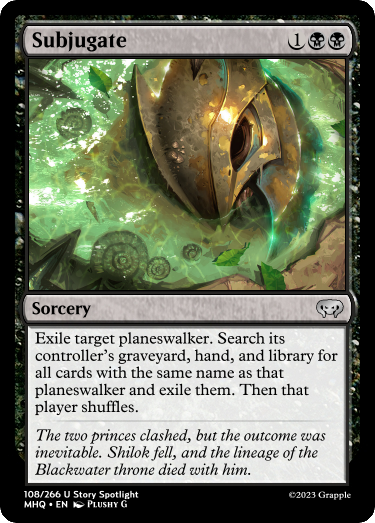 Subjugate 1
Sorcery
Exile target planeswalker. Search its
controller's graveyard, hand, and library for
all cards with the same name as that
planeswalker and exile them. Then that
player shuffles.
The two princes clashed, but the outcome was
inevitable. Shilok fell, and the lineage of the
Blackwater throne died with him.
108/266 U Story Spotlight
MHQ • EN Plushy G ©2023 Grapple